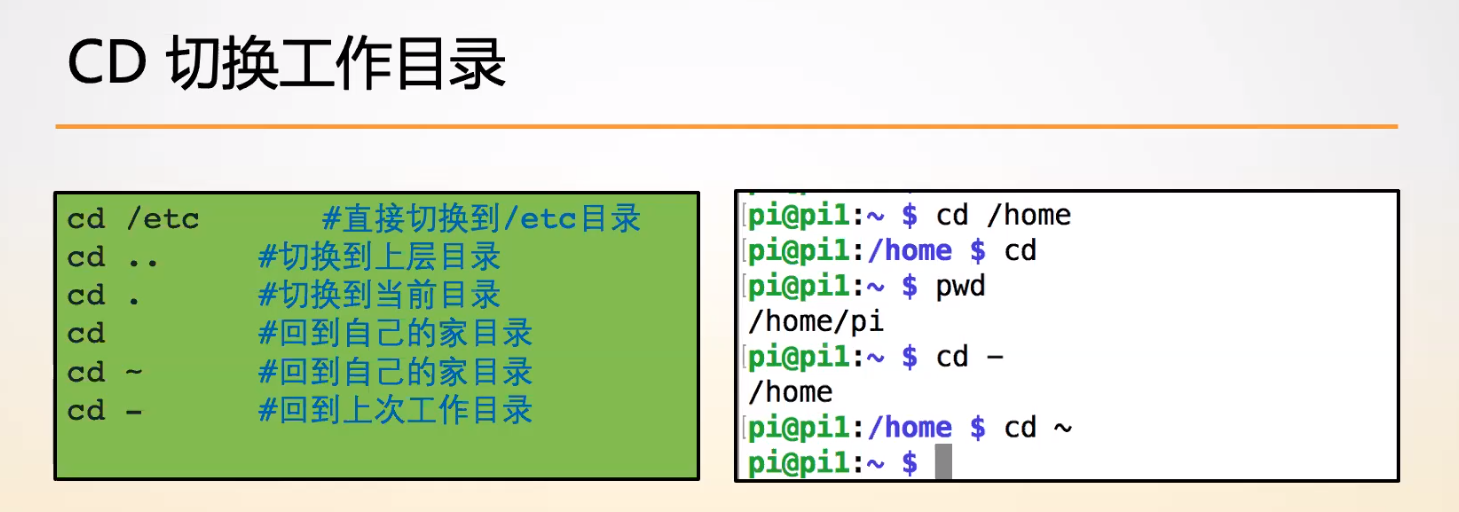 CD 切换工作目录
cd /etc #直接切换到/etc目录
cd .. #切换到上层目录
cd . #切换到当前目录
cd #回到自己的家目录
cd ~ #回到自己的家目录
cd - #回到上次工作目录
[pi@pi1:~ $ cd /home
[pi@pi1:/home $ cd
[pi@pi1:~ $ pwd
/home/pi
[pi@pi1:~ $ cd -
/home
[pi@pi1:/home $ cd ~
pi@pi1:~ $